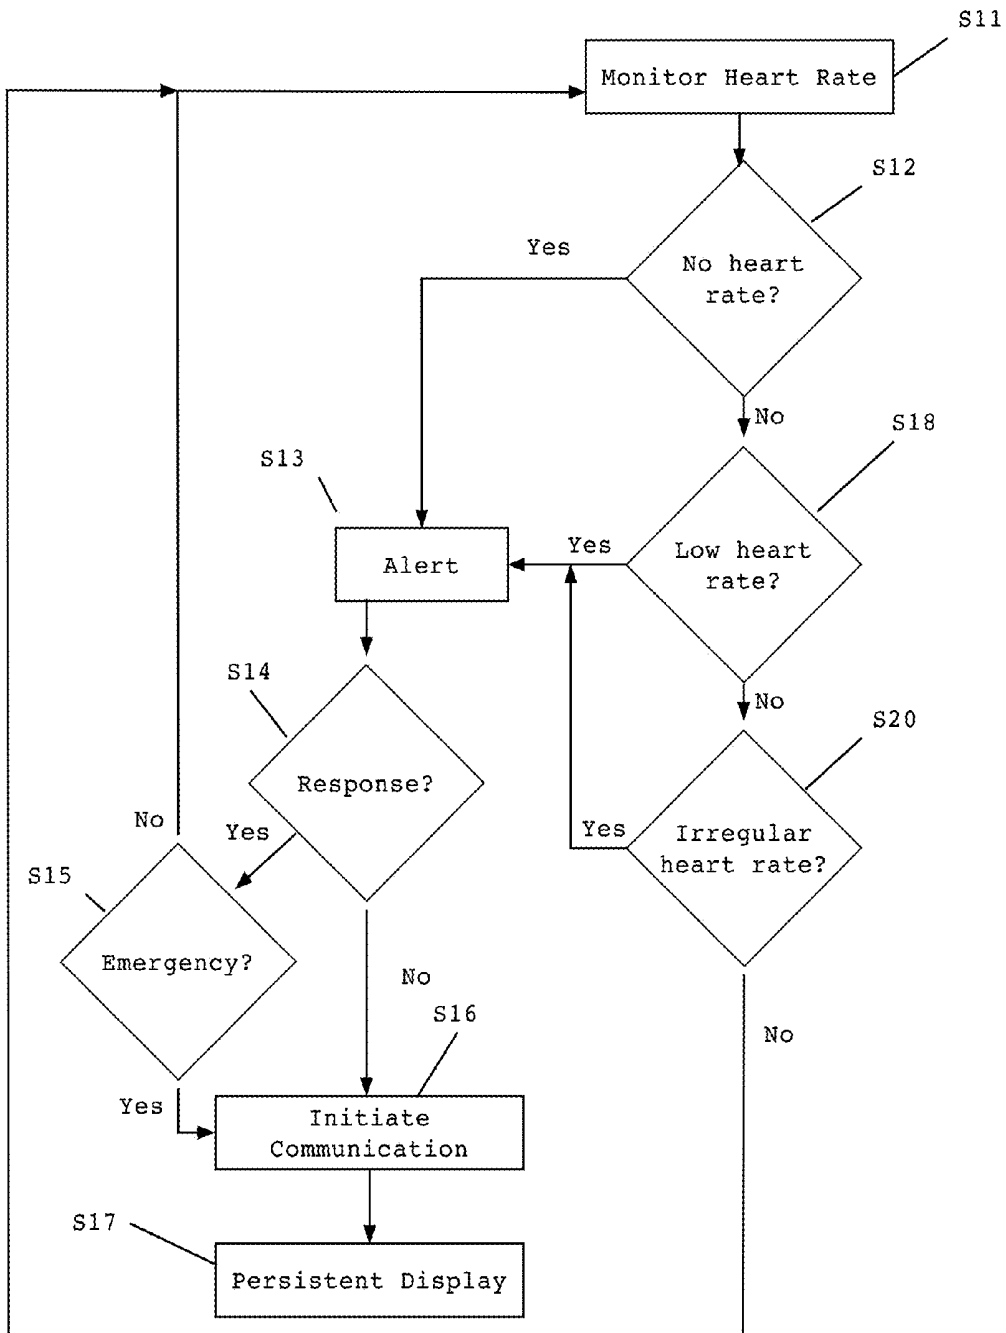 S11
Monitor Heart Rate
S12
Yes
No heart
rate?
No
S18
S13
Alert
Yes
Low heart
rate?
No
S14
S20
Response?
Yes
No
Yes
Irregular
heart rate?
S15
Emergency?
No
S16
No
Yes
Initiate
Communication
S17
Persistent Display